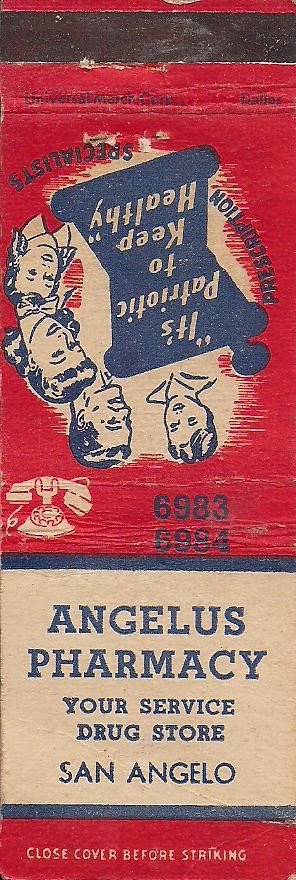 Universal Match Corp., Dallas
PRESCRIPTION SPECIALISTS
"It's
Patriotic
to
Keep
Healthy"
6983
6984
ANGELUS
PHARMACY
YOUR SERVICE
DRUG STORE
SAN ANGELO
CLOSE COVER BEFORE STRIKING